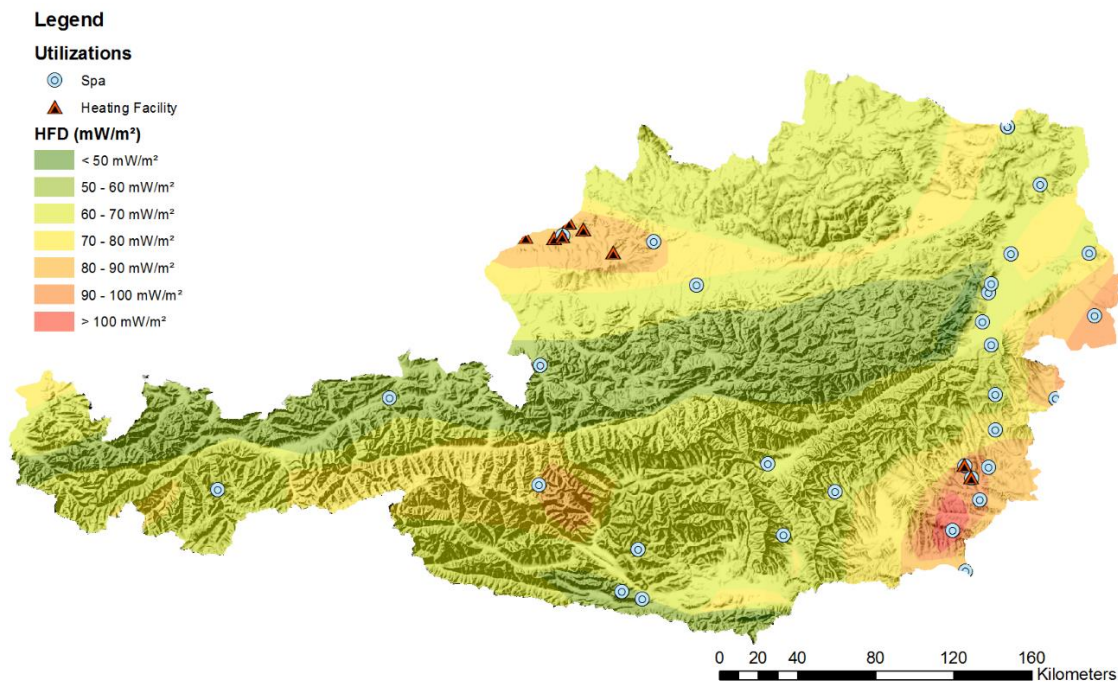 Legend
Utilizations
Spa
Heating Facility
HFD (mW/m²)
< 50 mW/m²
50 - 60 mW/m²
60 - 70 mW/m²
70 - 80 mW/m²
80 - 90 mW/m²
90 - 100 mW/m²
> 100 mW/m²
0 20 40 80 120 160
Kilometers